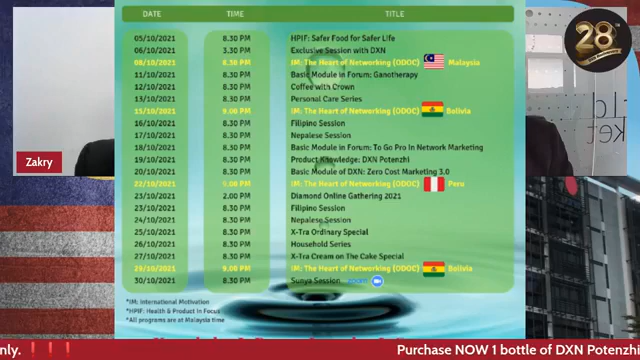 DATE TIME TITLE
05/10/2021 8.30 PM HPIF: Safer Food for Safer Life
06/10/2021 3.30 PM Exclusive Session with DXN
08/10/2021 8.30 PM IM: The Heart of Networking (ODOC) Malaysia
11/10/2021 8.30 PM Basic Module in Forum: Ganotherapy
12/10/2021 8.30 PM Coffee with Crown
13/10/2021 8.30 PM Personal Care Series
15/10/2021 9.00 PM IM: The Heart of Networking (ODOC) Bolivia
16/10/2021 8.30 PM Filipino Session
17/10/2021 8.30 PM Nepalese Session
18/10/2021 8.30 PM Basic Module in Forum: To Go Pro In Network Marketing
19/10/2021 8.30 PM Product Knowledge: DXN Potenzhi
20/10/2021 8.30 PM Basic Module of DXN: Zero Cost Marketing 3.0
22/10/2021 9.00 PM IM: The Heart of Networking (ODOC) Peru
23/10/2021 2.00 PM Diamond Online Gathering 2021
23/10/2021 8.30 PM Filipino Session
24/10/2021 8.30 PM Nepalese Session
25/10/2021 8.30 PM X-Tra Ordinary Special
26/10/2021 8.30 PM Household Series
27/10/2021 8.30 PM X-Tra Cream on The Cake Special
29/10/2021 9.00 PM IM: The Heart of Networking (ODOC) Bolivia
30/10/2021 8.30 PM Sunya Session zoom
*IM: International Motivation
*HPIF: Health & Product in Focus
*All programs are at Malaysia time
28
Zakry
nly. ❗❗❗ Purchase NOW 1 bottle of DXN Potenzhi